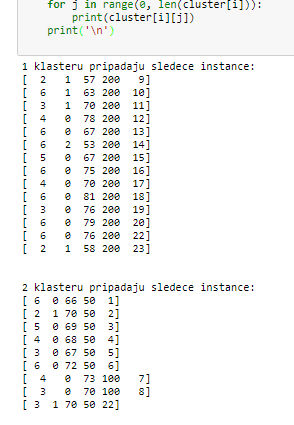 for j in range(0, len(cluster[i])):
print(cluster[i][j])
print('\n')
1 klasteru pripadaju sledece instance:
[  2   1  57 200   9]
[  6   1  63 200  10]
[  3   1  70 200  11]
[  4   0  78 200  12]
[  6   0  67 200  13]
[  6   2  53 200  14]
[  5   0  67 200  15]
[  6   0  75 200  16]
[  4   0  70 200  17]
[  6   0  81 200  18]
[  3   0  76 200  19]
[  6   0  79 200  20]
[  6   0  76 200  22]
[  2   1  58 200  23]
2 klasteru pripadaju sledece instance:
[ 6  0 66 50  1]
[ 2  1 70 50  2]
[ 5  0 69 50  3]
[ 4  0 68 50  4]
[ 3  0 67 50  5]
[ 6  0 72 50  6]
[  4   0  73 100   7]
[  3   0  70 100   8]
[ 3  1 70 50 22]